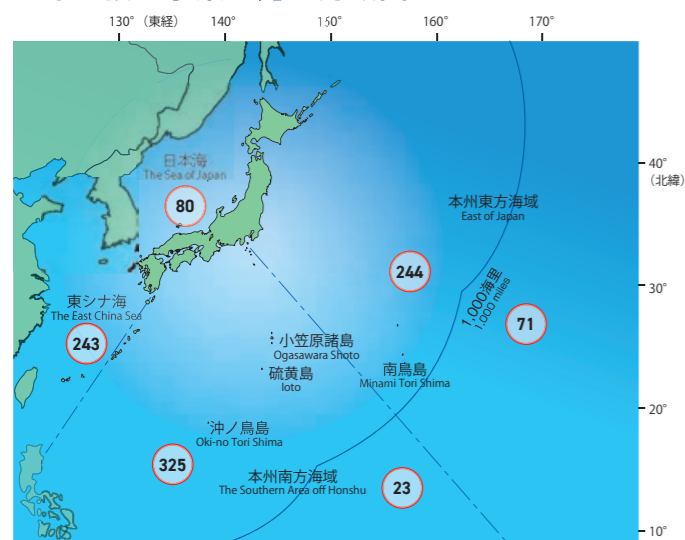 130°（東経）
140°
150°
160°
170°
日本海
The Sea of Japan
80
40°
（北緯）
本州東方海域
East of Japan
244
30°
1,000海里
1,000 miles
71
東シナ海
The East China Sea
243
小笠原諸島
Ogasawara Shoto
硫黄島
Ioto
南鳥島
Minami Tori Shima
20°
沖ノ鳥島
Oki-no Tori Shima
325
本州南方海域
The Southern Area off Honshu
23
10°